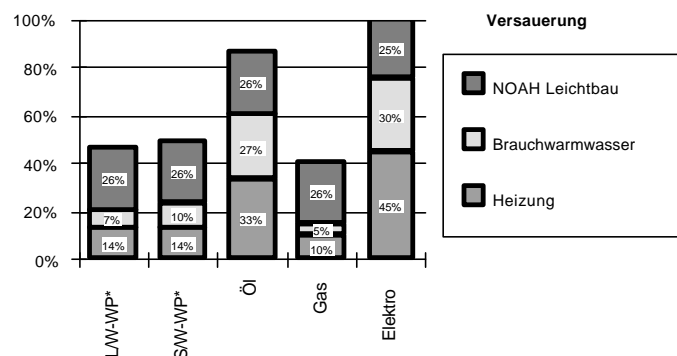 Versauerung
100%
80%
60%
40%
20%
0%
26%
7%
14%
26%
10%
14%
26%
27%
33%
26%
5%
10%
25%
30%
45%
L/W-WP*
S/W-WP*
Öl
Gas
Elektro
NOAH Leichtbau
Brauchwarmwasser
Heizung